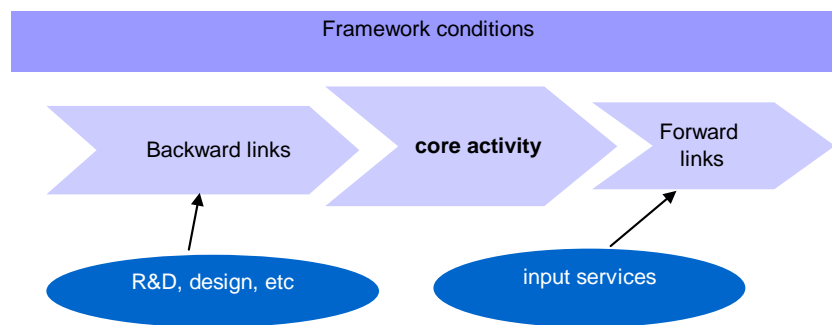 Framework conditions
Backward links
core activity
Forward
links
R&D, design, etc
input services